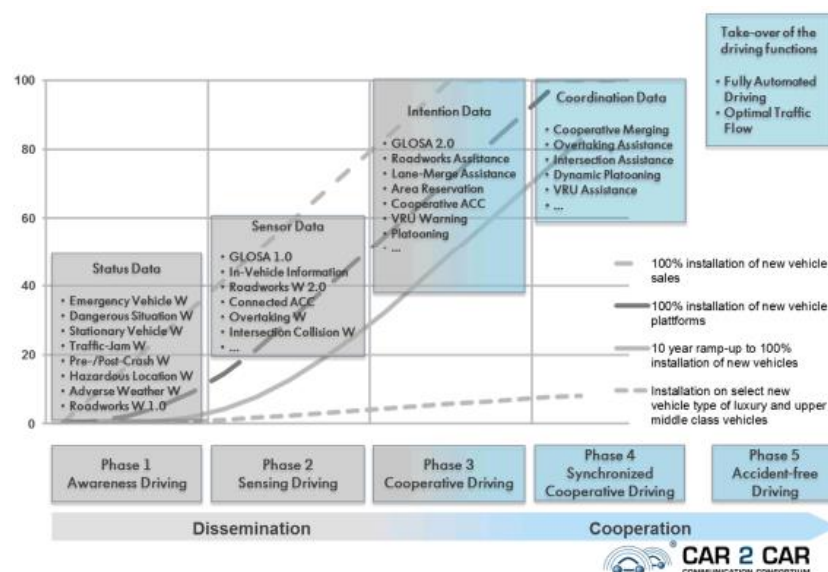 Take-over of the
driving functions
• Fully Automated
Driving
• Optimal Traffic
Flow
100
80
60
40
20
0
Coordination Data
• Cooperative Merging
• Overtaking Assistance
• Intersection Assistance
• Dynamic Platooning
• VRU Assistance
• ...
Intention Data
• GLOSA 2.0
• Roadworks Assistance
• Lane-Merge Assistance
• Area Reservation
• Cooperative ACC
• VRU Warning
• Platooning
• ...
Sensor Data
• GLOSA 1.0
• In-Vehicle Information
• Roadworks W 2.0
• Connected ACC
• Overtaking W
• Intersection Collision W
• ...
Status Data
• Emergency Vehicle W
• Dangerous Situation W
• Stationary Vehicle W
• Traffic-Jam W
• Pre-/Post-Crash W
• Hazardous Location W
• Adverse Weather W
• Roadworks W 1.0
100% installation of new vehicle
sales
100% installation of new vehicle
plattforms
10 year ramp-up to 100%
installation of new vehicles
Installation on select new
vehicle type of luxury and upper
middle class vehicles
Phase 1
Awareness Driving
Phase 2
Sensing Driving
Phase 3
Cooperative Driving
Phase 4
Synchronized
Cooperative Driving
Phase 5
Accident-free
Driving
Dissemination
Cooperation
® CAR 2 CAR
COMMUNICATION CONSORTIUM